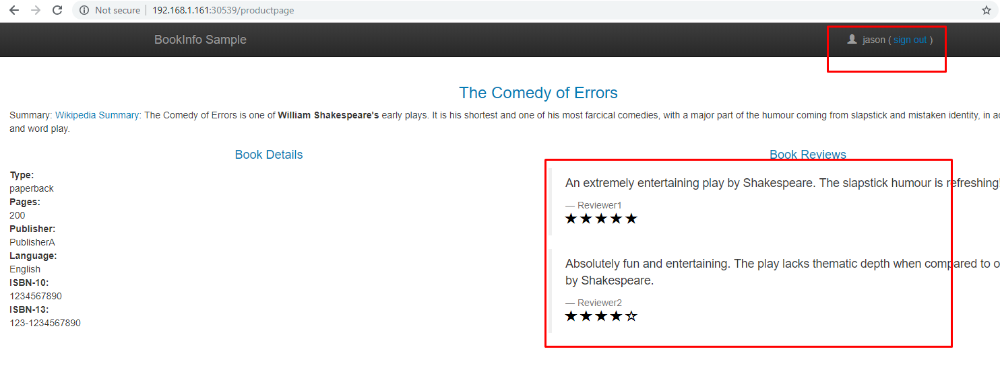 Not secure | 192.168.1.161:30539/productpage
BookInfo Sample
jason ( sign out )
The Comedy of Errors
Summary: Wikipedia Summary: The Comedy of Errors is one of William Shakespeare's early plays. It is his shortest and one of his most farcical comedies, with a major part of the humour coming from slapstick and mistaken identity, in
and word play.
Book Details
Type:
paperback
Pages:
200
Publisher:
PublisherA
Language:
English
ISBN-10:
1234567890
ISBN-13:
123-1234567890
Book Reviews
An extremely entertaining play by Shakespeare. The slapstick humour is refreshing
— Reviewer1
★★★★★
Absolutely fun and entertaining. The play lacks thematic depth when compared to
by Shakespeare.
— Reviewer2
★★★★☆